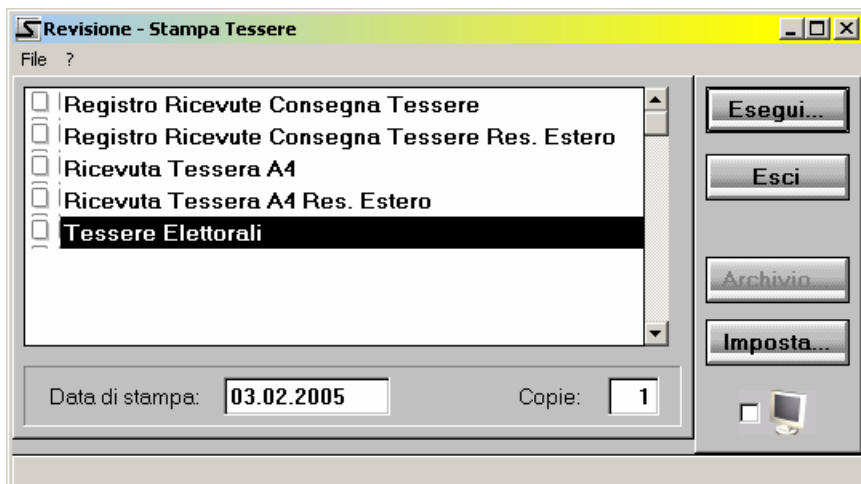 Revisione - Stampa Tessere
File ?
Registro Ricevute Consegna Tessere
Registro Ricevute Consegna Tessere Res. Estero
Ricevuta Tessera A4
Ricevuta Tessera A4 Res. Estero
Tessere Elettorali
Esegui...
Esci
Archivio...
Imposta...
Data di stampa: 03.02.2005 Copie: 1